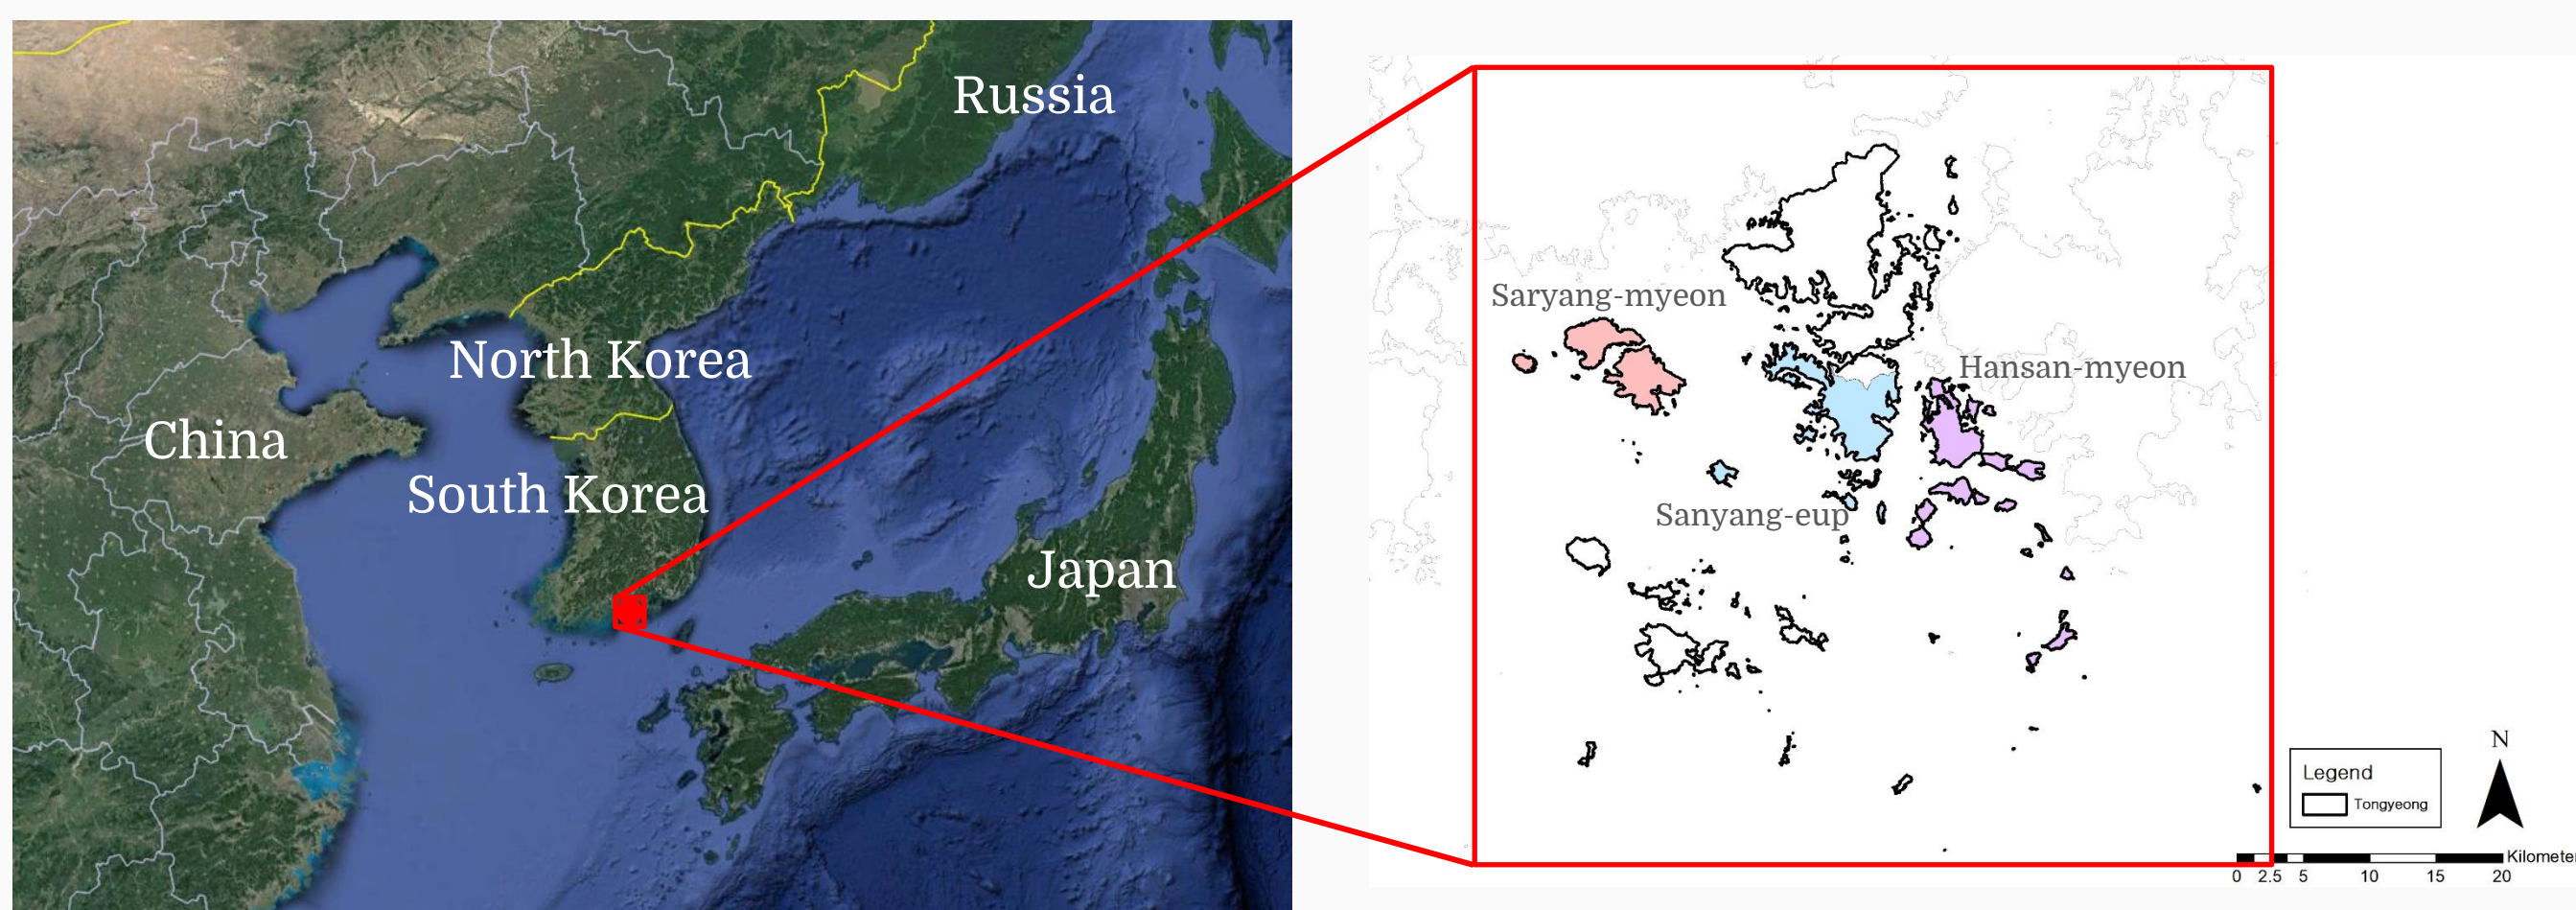 Russia
North Korea
China
South Korea
Japan
Saryang-myeon
Hansan-myeon
Sanyang-eup
N
Legend
Tongyeong
Kilomete
0 2.5 5 10 15 20